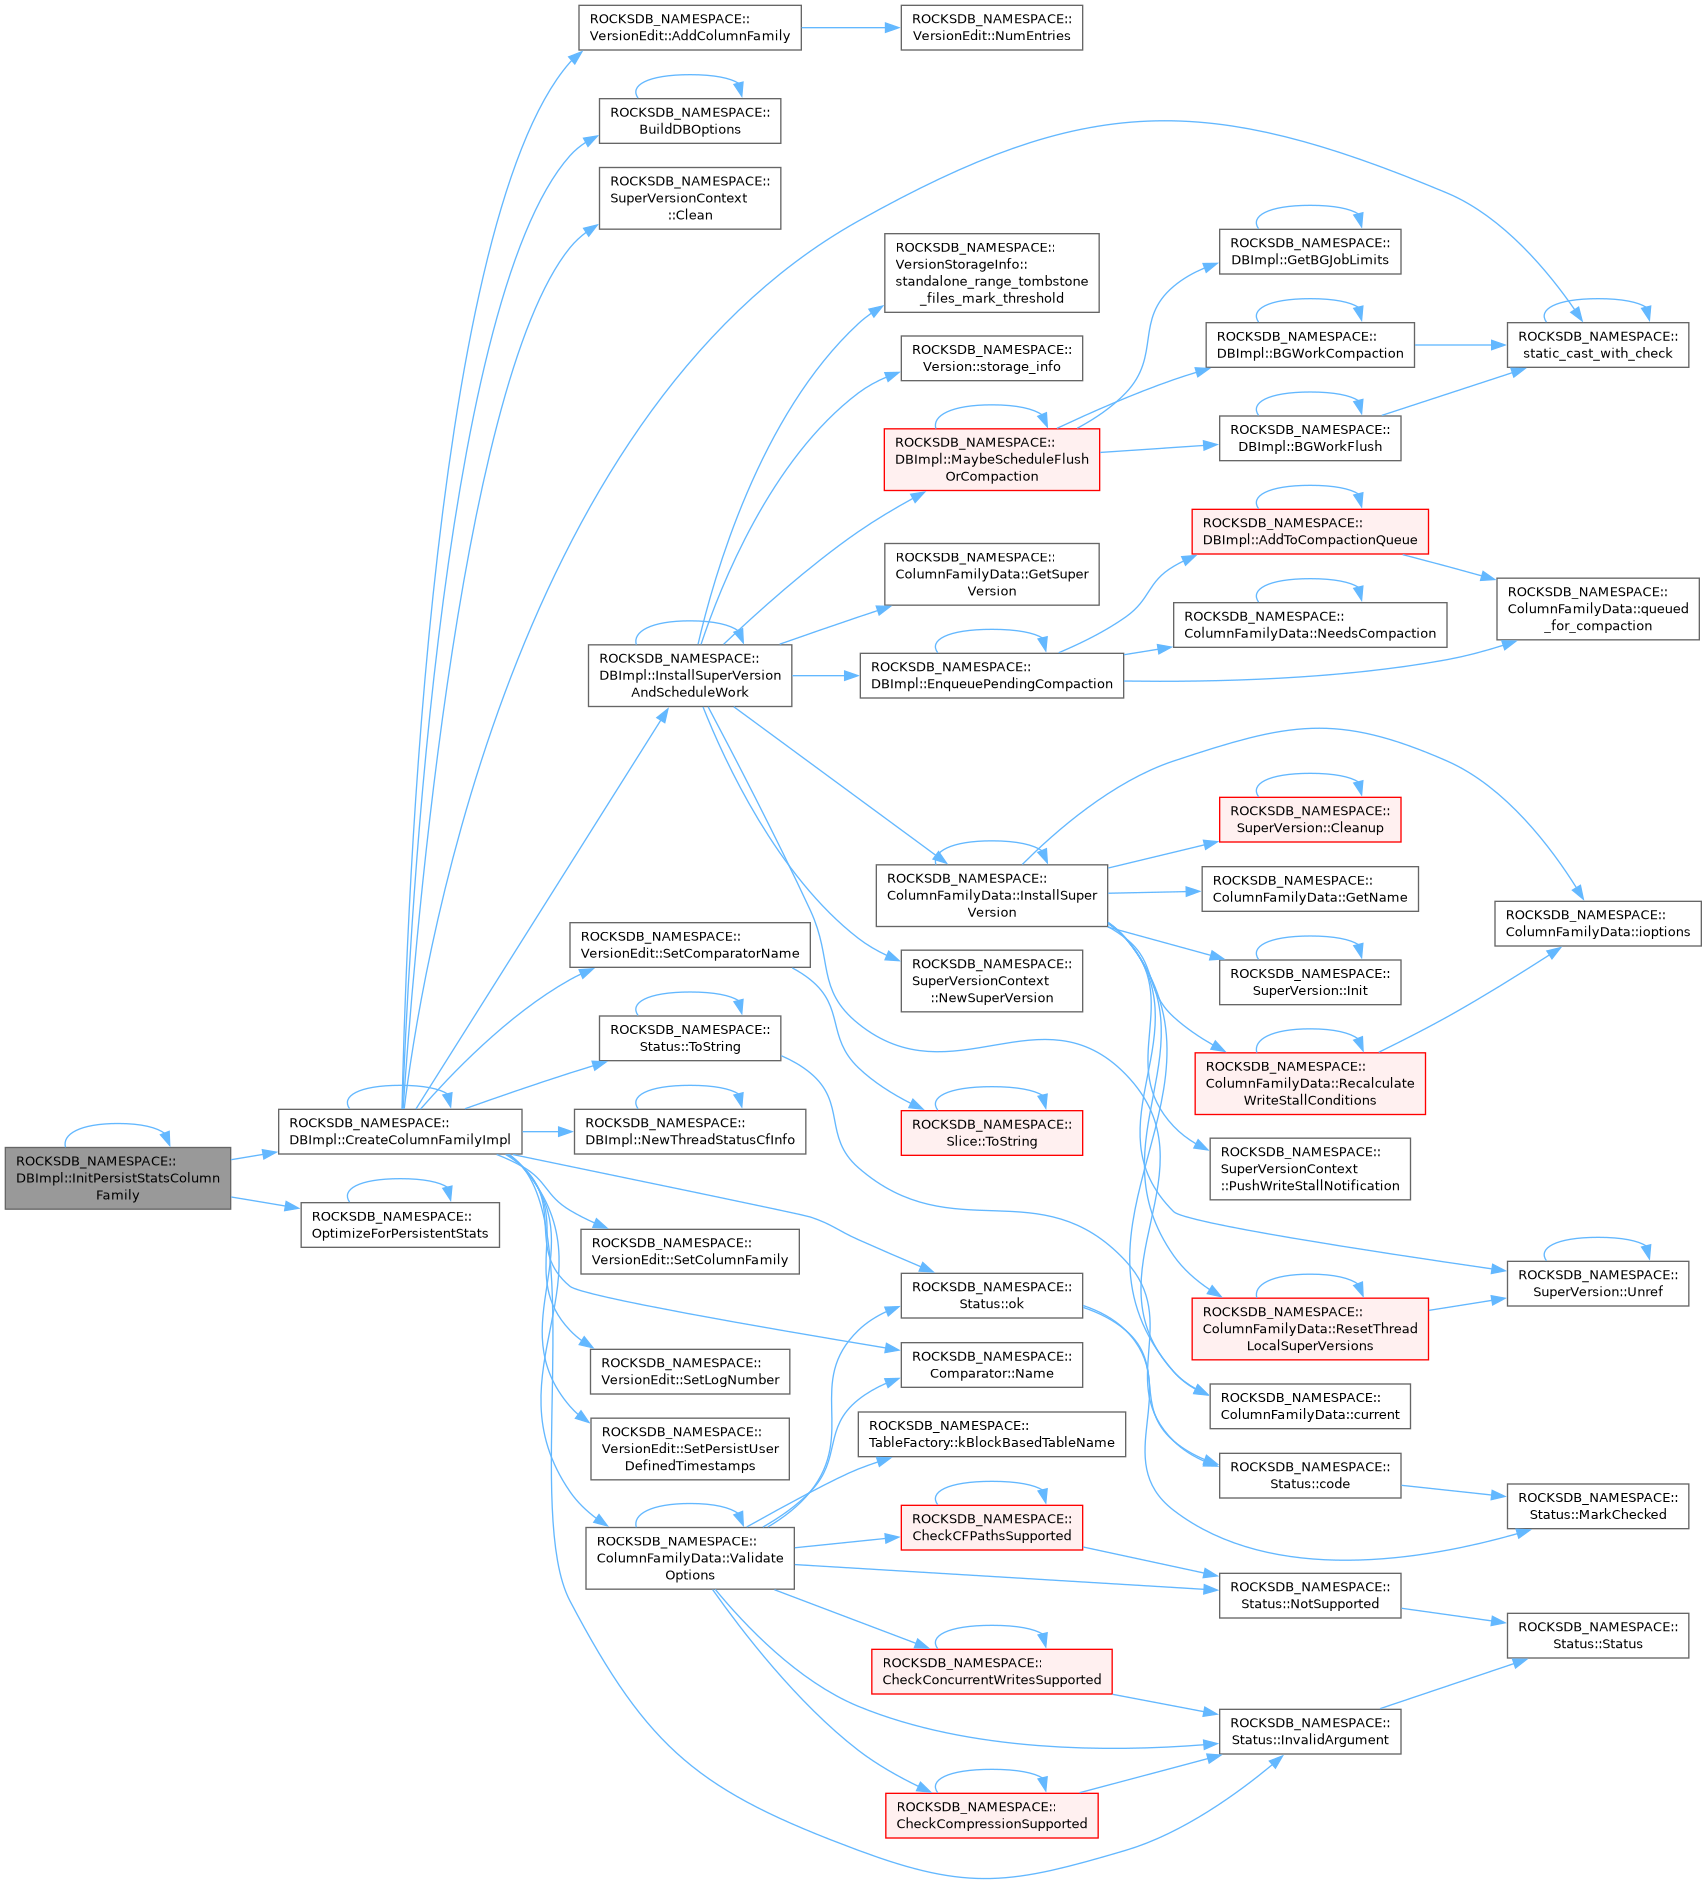 ROCKSDB_NAMESPACE::
DBImpl::InitPersistStatsColumn
Family
ROCKSDB_NAMESPACE::
DBImpl::CreateColumnFamilyImpl
ROCKSDB_NAMESPACE::
OptimizeForPersistentStats
ROCKSDB_NAMESPACE::
VersionEdit::AddColumnFamily
ROCKSDB_NAMESPACE::
BuildDBOptions
ROCKSDB_NAMESPACE::
SuperVersionContext
::Clean
ROCKSDB_NAMESPACE::
DBImpl::InstallSuperVersion
AndScheduleWork
ROCKSDB_NAMESPACE::
VersionEdit::SetComparatorName
ROCKSDB_NAMESPACE::
Status::ToString
ROCKSDB_NAMESPACE::
DBImpl::NewThreadStatusCfInfo
ROCKSDB_NAMESPACE::
VersionEdit::SetColumnFamily
ROCKSDB_NAMESPACE::
VersionEdit::SetLogNumber
ROCKSDB_NAMESPACE::
VersionEdit::SetPersistUser
DefinedTimestamps
ROCKSDB_NAMESPACE::
ColumnFamilyData::Validate
Options
ROCKSDB_NAMESPACE::
VersionEdit::NumEntries
ROCKSDB_NAMESPACE::
VersionStorageInfo::
standalone_range_tombstone
_files_mark_threshold
ROCKSDB_NAMESPACE::
Version::storage_info
ROCKSDB_NAMESPACE::
DBImpl::MaybeScheduleFlush
OrCompaction
ROCKSDB_NAMESPACE::
ColumnFamilyData::GetSuper
Version
ROCKSDB_NAMESPACE::
DBImpl::EnqueuePendingCompaction
ROCKSDB_NAMESPACE::
ColumnFamilyData::InstallSuper
Version
ROCKSDB_NAMESPACE::
SuperVersionContext
::NewSuperVersion
ROCKSDB_NAMESPACE::
Slice::ToString
ROCKSDB_NAMESPACE::
Status::ok
ROCKSDB_NAMESPACE::
Comparator::Name
ROCKSDB_NAMESPACE::
TableFactory::kBlockBasedTableName
ROCKSDB_NAMESPACE::
CheckCFPathsSupported
ROCKSDB_NAMESPACE::
CheckConcurrentWritesSupported
ROCKSDB_NAMESPACE::
CheckCompressionSupported
ROCKSDB_NAMESPACE::
DBImpl::GetBGJobLimits
ROCKSDB_NAMESPACE::
DBImpl::BGWorkCompaction
ROCKSDB_NAMESPACE::
DBImpl::BGWorkFlush
ROCKSDB_NAMESPACE::
DBImpl::AddToCompactionQueue
ROCKSDB_NAMESPACE::
ColumnFamilyData::NeedsCompaction
ROCKSDB_NAMESPACE::
SuperVersion::Cleanup
ROCKSDB_NAMESPACE::
ColumnFamilyData::GetName
ROCKSDB_NAMESPACE::
SuperVersion::Init
ROCKSDB_NAMESPACE::
ColumnFamilyData::Recalculate
WriteStallConditions
ROCKSDB_NAMESPACE::
SuperVersionContext
::PushWriteStallNotification
ROCKSDB_NAMESPACE::
ColumnFamilyData::ResetThread
LocalSuperVersions
ROCKSDB_NAMESPACE::
ColumnFamilyData::current
ROCKSDB_NAMESPACE::
Status::code
ROCKSDB_NAMESPACE::
Status::NotSupported
ROCKSDB_NAMESPACE::
Status::InvalidArgument
ROCKSDB_NAMESPACE::
static_cast_with_check
ROCKSDB_NAMESPACE::
ColumnFamilyData::queued
_for_compaction
ROCKSDB_NAMESPACE::
ColumnFamilyData::ioptions
ROCKSDB_NAMESPACE::
SuperVersion::Unref
ROCKSDB_NAMESPACE::
Status::MarkChecked
ROCKSDB_NAMESPACE::
Status::Status